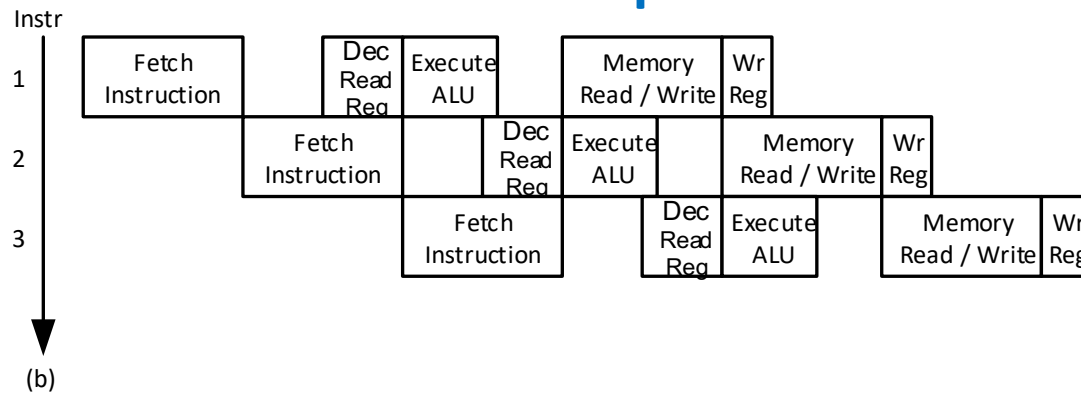 Instr
1
Fetch
Instruction
Dec
Read
Reg
Execute
ALU
Memory
Read / Write
Wr
Reg
2
Fetch
Instruction
Dec
Read
Reg
Execute
ALU
Memory
Read / Write
Wr
Reg
3
Fetch
Instruction
Dec
Read
Reg
Execute
ALU
Memory
Read / Write
Wr
Reg
(b)